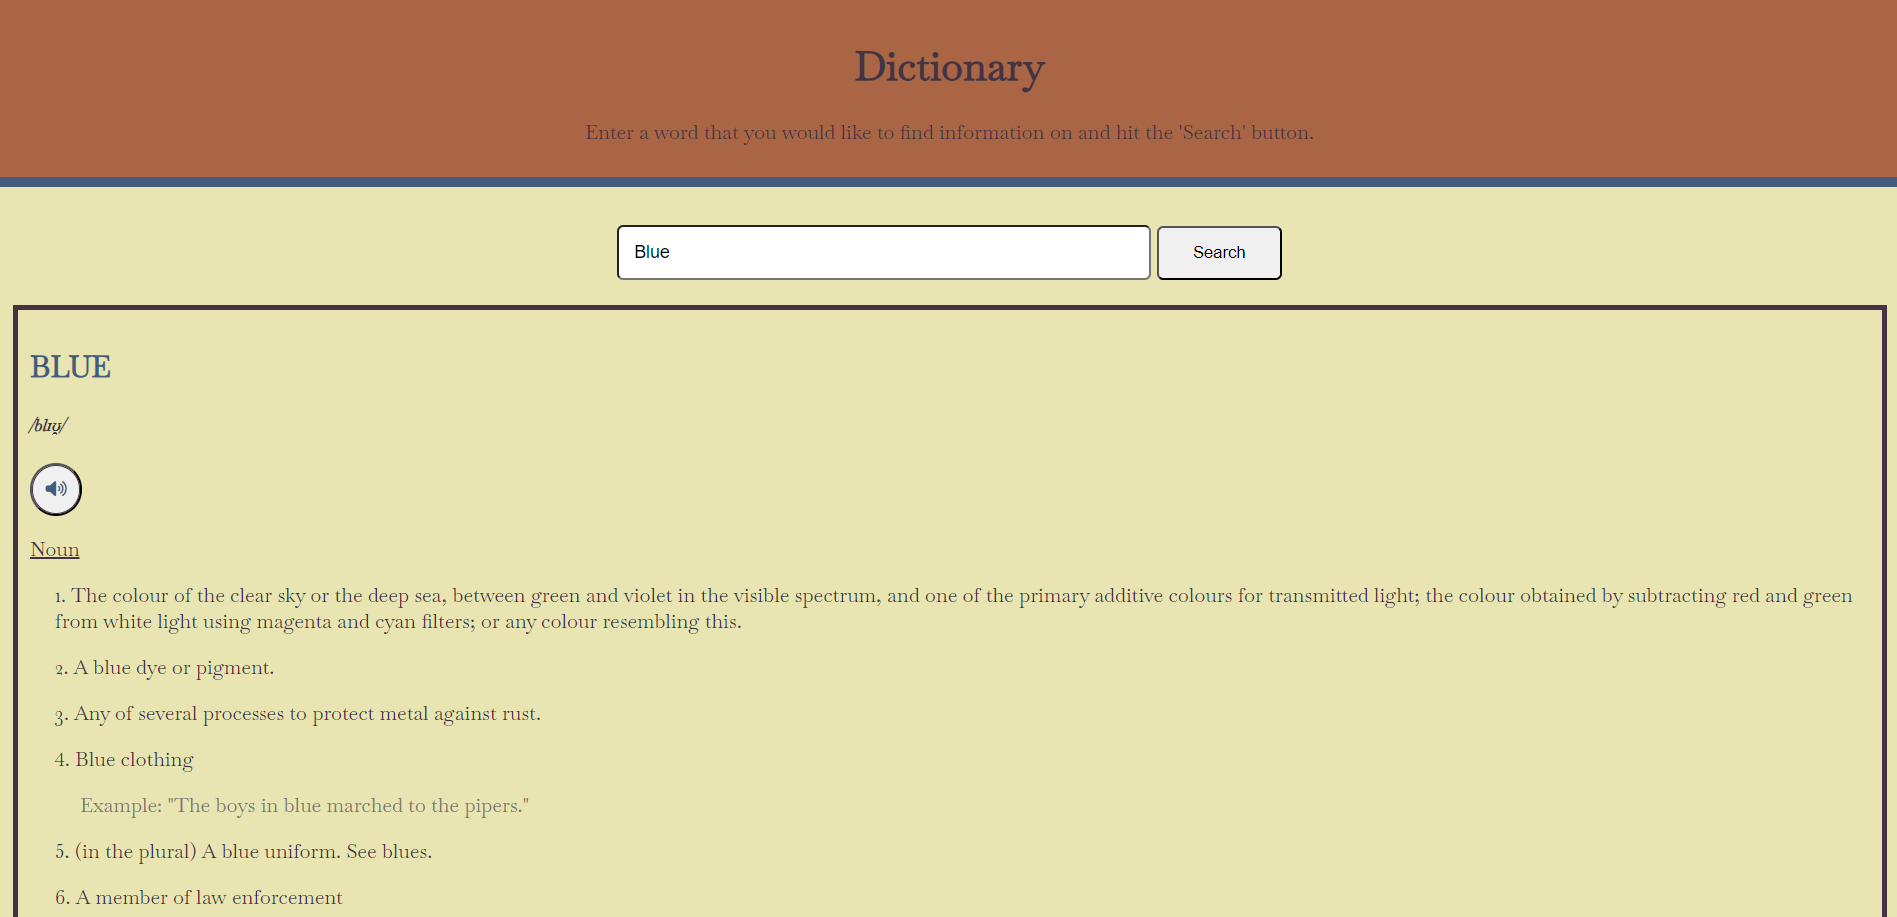 Dictionary
Enter a word that you would like to find information on and hit the 'Search' button.
Blue
Search
BLUE
/blɪʊ̯/
Noun
1. The colour of the clear sky or the deep sea, between green and violet in the visible spectrum, and one of the primary additive colours for transmitted light; the colour obtained by subtracting red and green
from white light using magenta and cyan filters; or any colour resembling this.
2. A blue dye or pigment.
3. Any of several processes to protect metal against rust.
4. Blue clothing
Example: "The boys in blue marched to the pipers."
5. (in the plural) A blue uniform. See blues.
6. A member of law enforcement